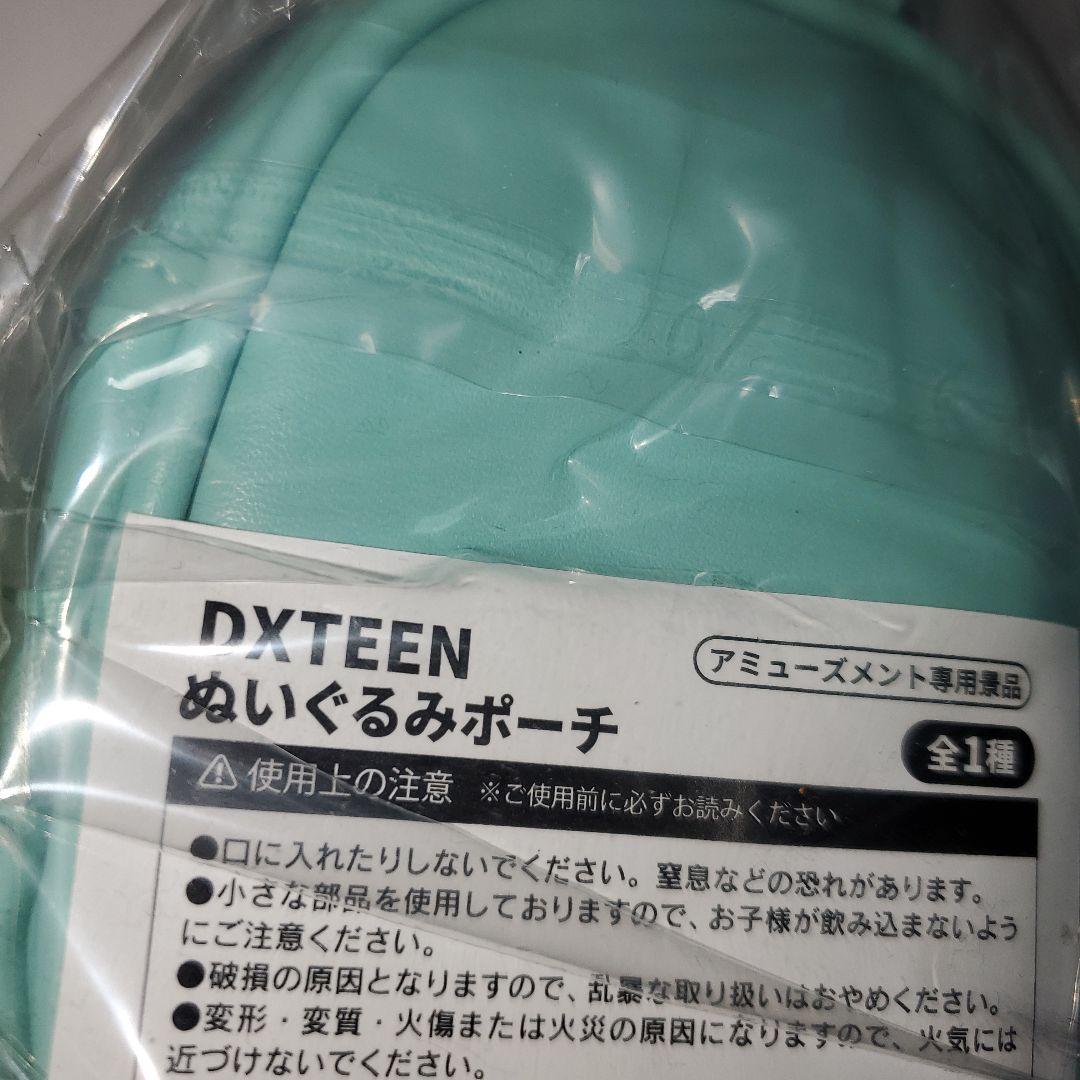 DXTEEN
ぬいぐるみポーチ
アミューズメント専用景品
全1種
使用上の注意 ※ご使用前に必ずお読みください
●口に入れたりしないでください。窒息などの恐れがあります。
●小さな部品を使用しておりますので、お子様が飲み込まないよう
にご注意ください。
●破損の原因となりますので、乱暴な取り扱いはおやめください。
●変形・変質・火傷または火災の原因になりますので、火気には
近づけないでください。